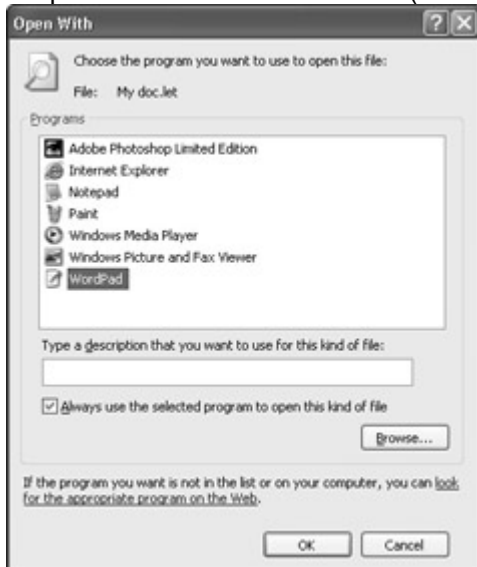 Open With
Choose the program you want to use to open this file:
File: My doc.let
Programs
Adobe Photoshop Limited Edition
Internet Explorer
Notepad
Paint
Windows Media Player
Windows Picture and Fax Viewer
WordPad
Type a description that you want to use for this kind of file:
Always use the selected program to open this kind of file
Browse...
If the program you want is not in the list or on your computer, you can look
for the appropriate program on the Web.
OK Cancel